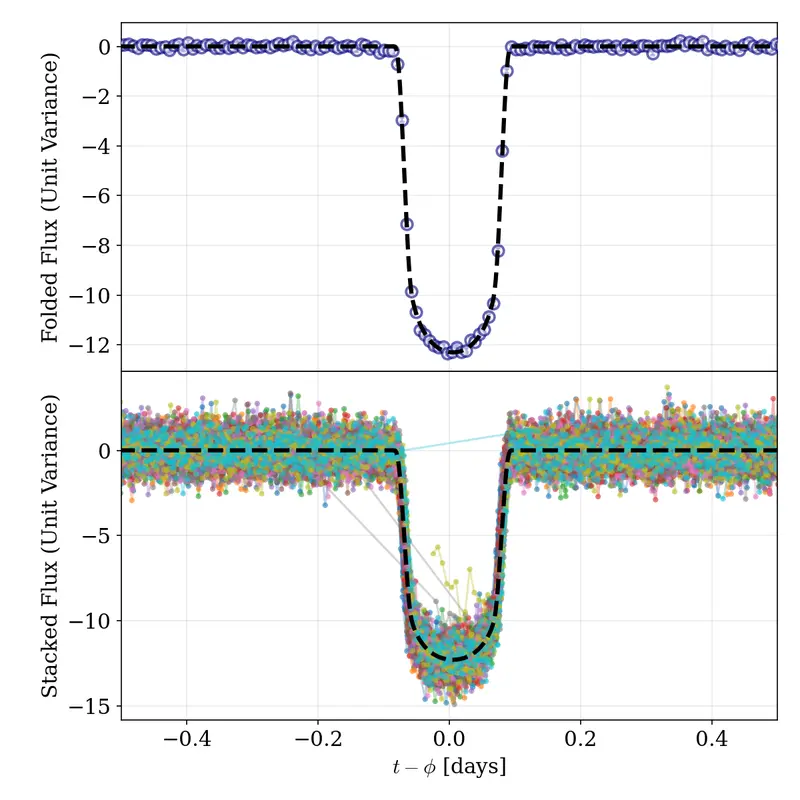 Folded Flux (Unit Variance)
0
−2
−4
−6
−8
−10
−12
Stacked Flux (Unit Variance)
0
−5
−10
−15
−0.4 −0.2 0.0 0.2 0.4
t − ϕ [days]